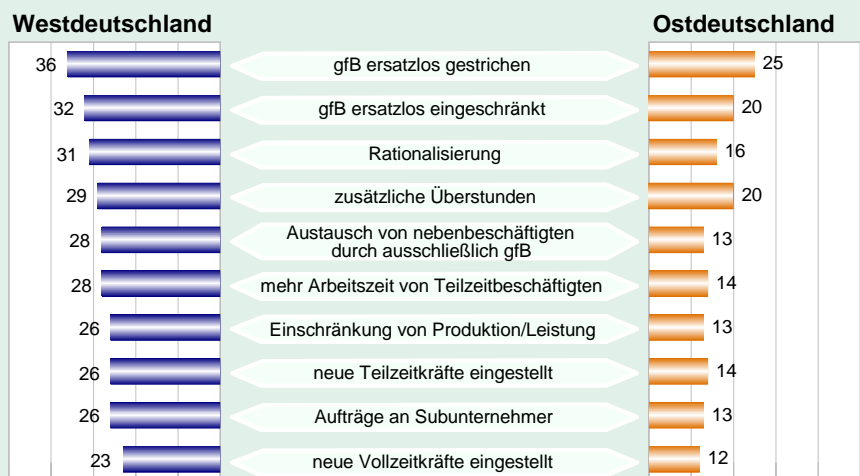 Westdeutschland Ostdeutschland
36 gfB ersatzlos gestrichen 25
32 gfB ersatzlos eingeschränkt 20
31 Rationalisierung 16
29 zusätzliche Überstunden 20
28 Austausch von nebenbeschäftigten
durch ausschließlich gfB 13
28 mehr Arbeitszeit von Teilzeitbeschäftigten 14
26 Einschränkung von Produktion/Leistung 13
26 neue Teilzeitkräfte eingestellt 14
26 Aufträge an Subunternehmer 13
23 neue Vollzeitkräfte eingestellt 12